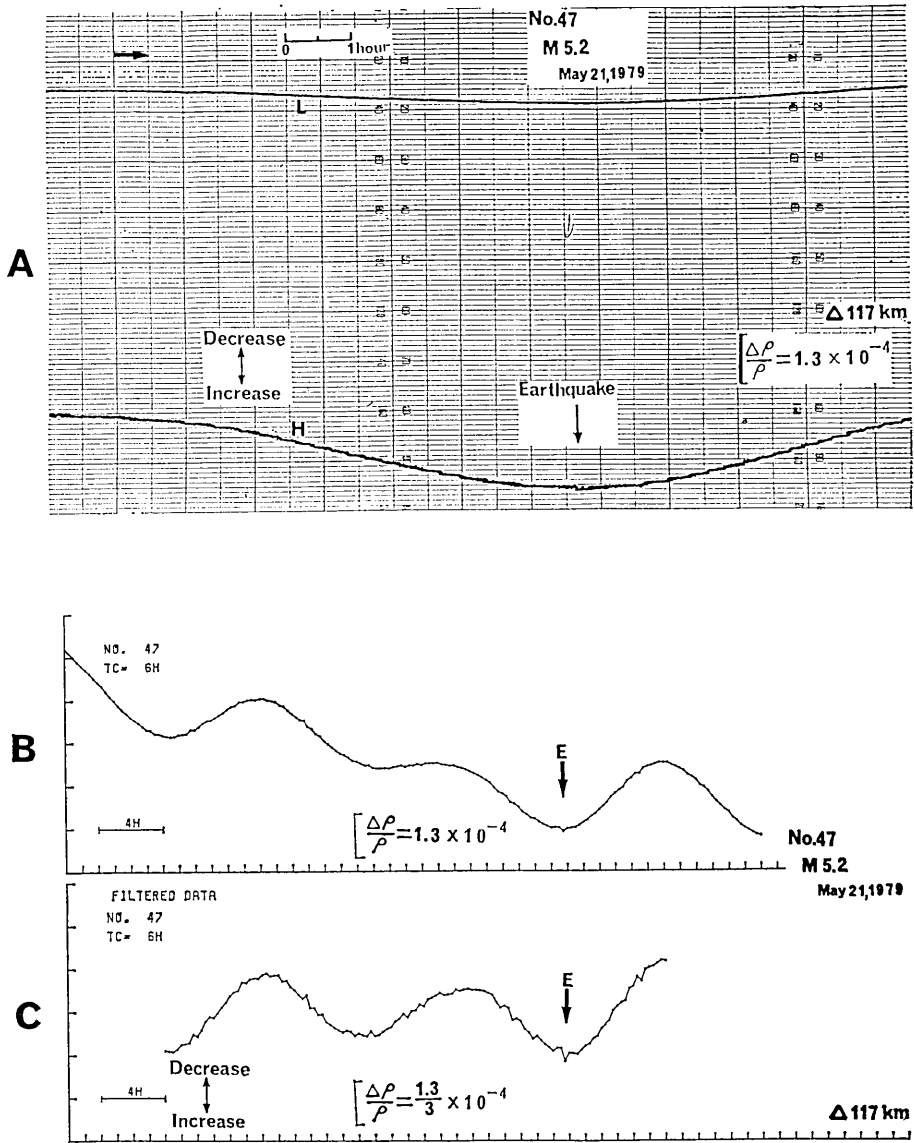 No.47
0 1hour
M 5.2
May 21,1979
L
A
Δ 117 km
Decrease
Increase
Δρ/ρ = 1.3 × 10⁻⁴
Earthquake
H
NO. 47
TC= 6H
B
E
4H
Δρ/ρ = 1.3 × 10⁻⁴
No.47
M 5.2
May 21,1979
FILTERED DATA
NO. 47
TC= 6H
E
C
Decrease
4H
Increase
Δρ/ρ = 1.3/3 × 10⁻⁴
Δ 117 km